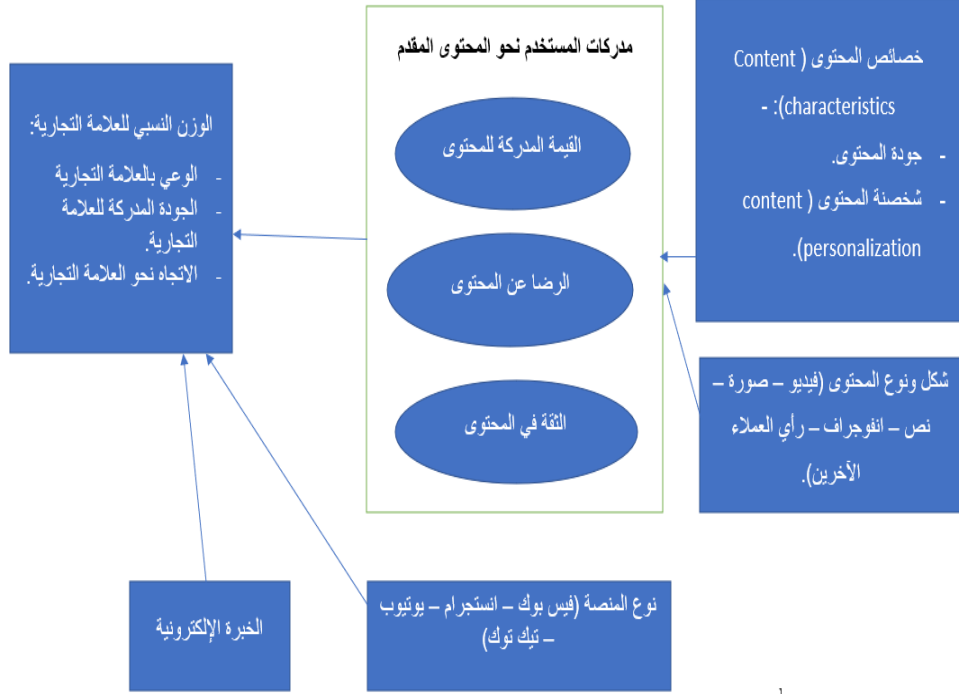 خصائص المحتوى ( Content
characteristics): -
- جودة المحتوى.
- شخصنة المحتوى ( content
personalization).
شكل ونوع المحتوى (فيديو – صورة –
نص – انفوجراف – رأي العملاء
الآخرين).
مدركات المستخدم نحو المحتوى المقدم
القيمة المدركة للمحتوى
الرضا عن المحتوى
الثقة في المحتوى
الوزن النسبي للعلامة التجارية:
- الوعي بالعلامة التجارية
- الجودة المدركة للعلامة
التجارية.
- الاتجاه نحو العلامة التجارية.
نوع المنصة (فيس بوك – انستجرام – يوتيوب
– تيك توك)
الخبرة الإلكترونية